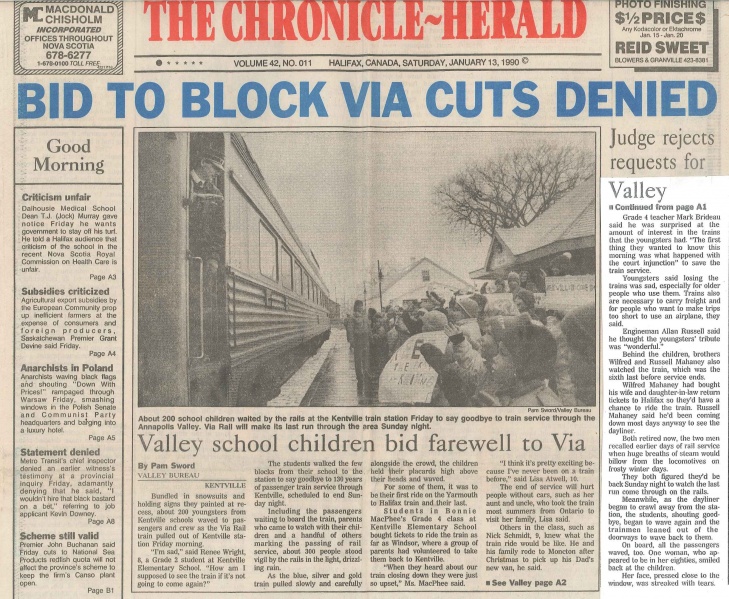 MACDONALD
CHISHOLM
INCORPORATED
OFFICES THROUGHOUT
NOVA SCOTIA
678-6277
1-678-0100 TOLL FREE
THE CHRONICLE~HERALD
VOLUME 42, NO. 011 HALIFAX, CANADA, SATURDAY, JANUARY 13, 1990 ©
PHOTO FINISHING
$½ PRICE$
Any Kodacolor or Ektachrome
Jan. 15 - Jan. 20
REID SWEET
BLOWERS & GRANVILLE 423-9381
BID TO BLOCK VIA CUTS DENIED
Good
Morning
Criticism unfair
Dalhousie Medical School
Dean T.J. (Jock) Murray gave
notice Friday he wants
government to stay off his turf.
He told a Halifax audience that
criticism of the school in the
recent Nova Scotia Royal
Commission on Health Care is
unfair.
Page A3
Subsidies criticized
Agricultural export subsidies by
the European Community prop
up inefficient farmers at the
expense of consumers and
foreign producers,
Saskatchewan Premier Grant
Devine said Friday.
Page A4
Anarchists in Poland
Anarchists waving black flags
and shouting "Down With
Prices!" rampaged through
Warsaw Friday, smashing
windows in the Polish Senate
and Communist Party
headquarters and barging into
a luxury hotel.
Page A5
Statement denied
Metro Transit's chief inspector
denied an earlier witness's
testimony at a provincial
inquiry Friday, adamantly
denying that he said, "I
wouldn't hire that black bastard
on a bet," referring to job
applicant Kevin Downey.
Page A8
Scheme still valid
Premier John Buchanan said
Friday cuts to National Sea
Products redfish quota will not
affect the province's scheme to
keep the firm's Canso plant
open.
Page B1
Pam Sword/Valley Bureau
About 200 school children waited by the rails at the Kentville train station Friday to say goodbye to train service through the
Annapolis Valley. Via Rail will make its last run through the area Sunday night.
Valley school children bid farewell to Via
By Pam Sword
VALLEY BUREAU
KENTVILLE
Bundled in snowsuits and
holding signs they painted at re-
cess, about 200 youngsters from
Kentville schools waved to pas-
sengers and crew as the Via Rail
train pulled out of Kentville sta-
tion Friday morning.
"I'm sad," said Renee Wright,
8, a Grade 2 student at Kentville
Elementary School. "How am I
supposed to see the train if it's not
going to come again?"
The students walked the few
blocks from their school to the
station to say goodbye to 120 years
of passenger train service through
Kentville, scheduled to end Sun-
day night.
Including the passengers
waiting to board the train, parents
who came to watch with their chil-
dren and a handful of others
marking the passing of rail
service, about 300 people stood
vigil by the rails in the light, drizzl-
ing rain.
As the blue, silver and gold
train pulled slowly and carefully
alongside the crowd, the children
held their placards high above
their heads and waved.
For some of them, it was to
be their first ride on the Yarmouth
to Halifax train and their last.
Students in Bonnie
MacPhee's Grade 4 class at
Kentville Elementary School
bought tickets to ride the train as
far as Windsor, where a group of
parents had volunteered to take
them back to Kentville.
"When they heard about the
train closing down they were just
so upset," Ms. MacPhee said.
"I think it's pretty exciting be-
cause I've never been on a train
before," said Liss Atwell, 10.
The end of service will hurt
people without cars, such as her
aunt and uncle, who took the train
most summers from Ontario to
visit her family, Lisa said.
Others in the class, such as
Nick Schmidt, 9, knew what the
train ride would be like. He and
his family rode to Moncton after
Christmas to pick up his Dad's
new van, he said.
■ See Valley page A2
Judge rejects
requests for
Valley
■ Continued from page A1
Grade 4 teacher Mark Brideau
said he was surprised at the
amount of interest in the trains
that the youngsters had. "The first
thing they wanted to know this
morning was what happened with
the court injunction" to save the
train service.
Youngsters said losing the
trains was sad, especially for older
people who use them. Trains also
are necessary to carry freight and
for people who want to make trips
too short to use an airplane, they
said.
Engineman Allan Russell said
he thought the youngsters' tribute
was "wonderful."
Behind the children, brothers
Wilfred and Russell Mahaney also
watched the train, which was the
sixth last before service ends.
Wilfred Mahaney had bought
his wife and daughter-in-law return
tickets to Halifax so they'd have a
chance to ride the train. Russell
Mahaney said he'd been coming
down most days anyway to see the
dayliner.
Both retired now, the two men
recalled earlier days of rail service
when huge breaths of steam would
billow from the locomotives on
frosty winter days.
They both figured they'd be
back Sunday night to watch the last
run come through on the rails.
Meanwhile, as the dayliner
began to crawl away from the sta-
tion, the students, shouting good-
bye, began to wave again and the
trainmen leaned out of the
doorways to wave back to them.
On board, all the passengers
waved, too. One woman, who ap-
peared to be in her eighties, smiled
back at the children.
Her face, pressed close to the
window, was streaked with tears.